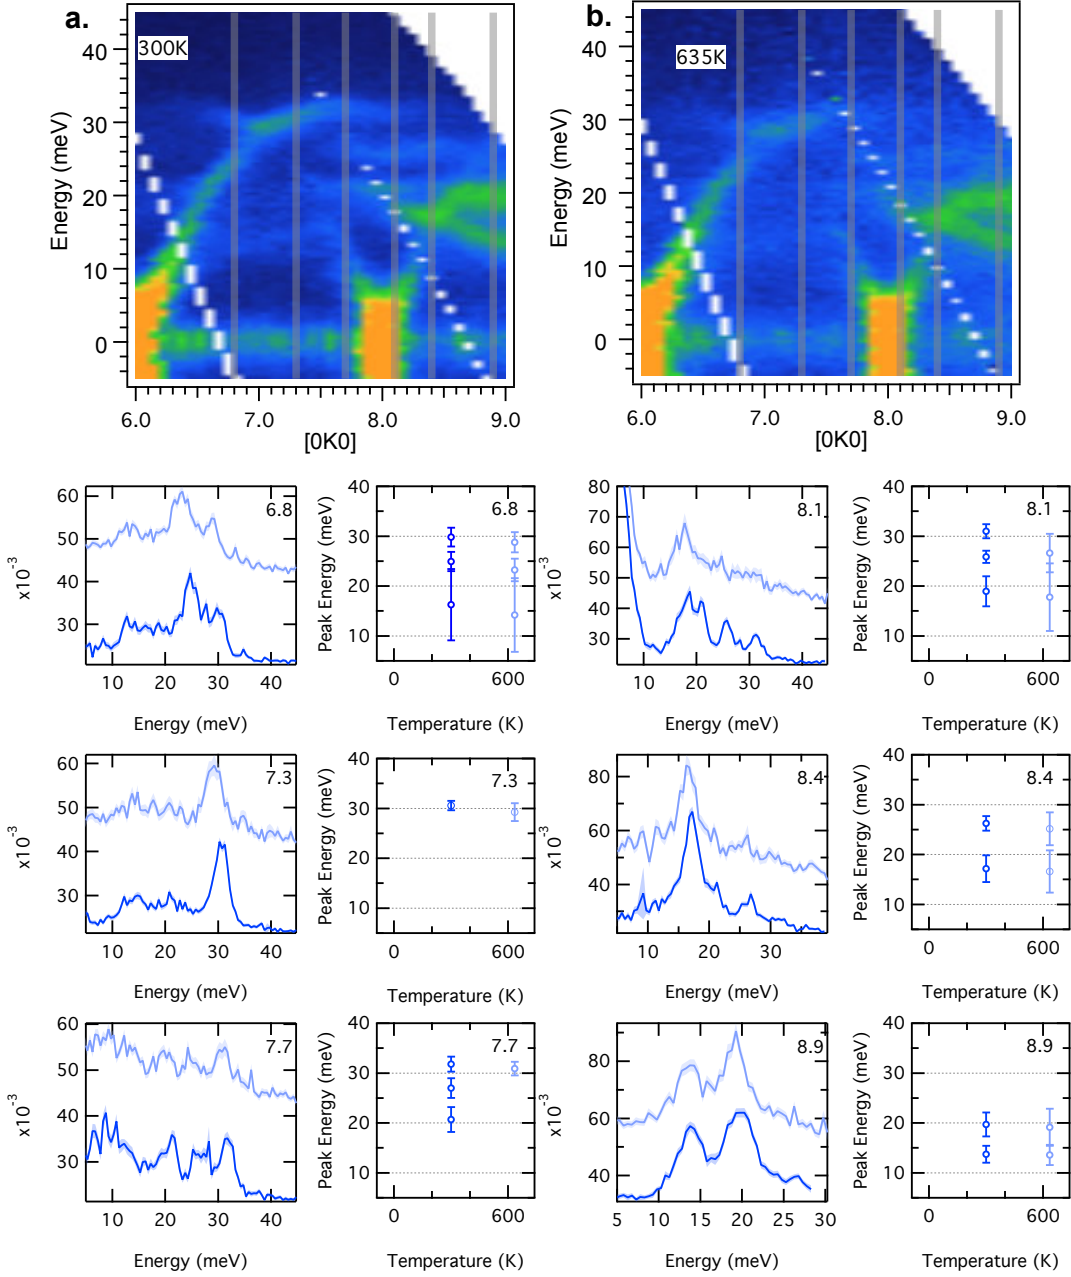 a.
300K
Energy (meV)
40
30
20
10
0
6.0 7.0 8.0 9.0
[0K0]
b.
635K
Energy (meV)
40
30
20
10
0
6.0 7.0 8.0 9.0
[0K0]
6.8
x10-3
60
50
40
30
10 20 30 40
Energy (meV)
6.8
Peak Energy (meV)
40
30
20
10
0 600
Temperature (K)
8.1
x10-3
80
70
60
50
40
30
10 20 30 40
Energy (meV)
8.1
Peak Energy (meV)
40
30
20
10
0 600
Temperature (K)
7.3
x10-3
60
50
40
30
10 20 30 40
Energy (meV)
7.3
Peak Energy (meV)
40
30
20
10
0 600
Temperature (K)
8.4
x10-3
80
60
40
10 20 30
Energy (meV)
8.4
Peak Energy (meV)
40
30
20
10
0 600
Temperature (K)
7.7
x10-3
60
50
40
30
10 20 30 40
Energy (meV)
7.7
Peak Energy (meV)
40
30
20
10
0 600
Temperature (K)
8.9
x10-3
80
60
40
5 10 15 20 25 30
Energy (meV)
8.9
Peak Energy (meV)
40
30
20
10
0 600
Temperature (K)